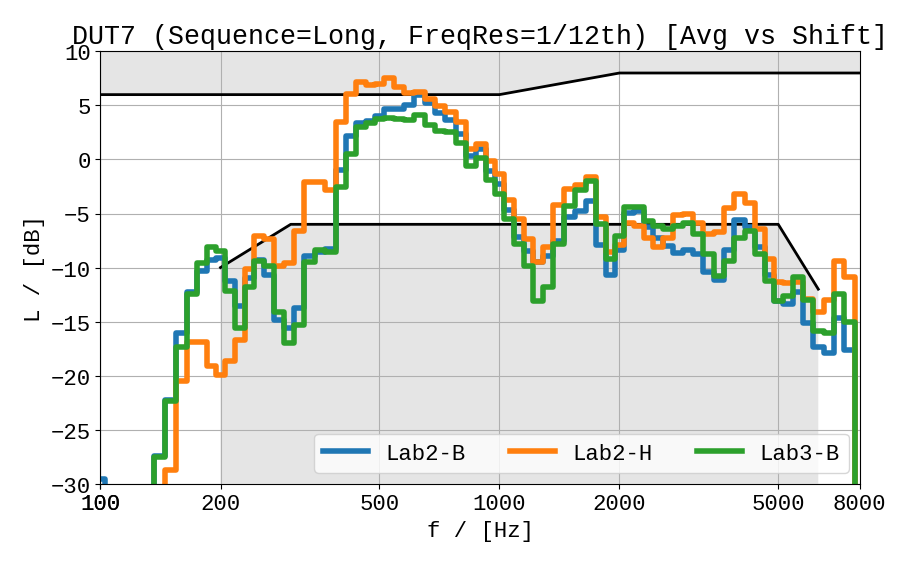 DUT7 (Sequence=Long, FreqRes=1/12th) [Avg vs Shift]
10
5
0
−5
−10
−15
−20
−25
−30
L / [dB]
Lab2-B Lab2-H Lab3-B
100 200 500 1000 2000 5000 8000
f / [Hz]